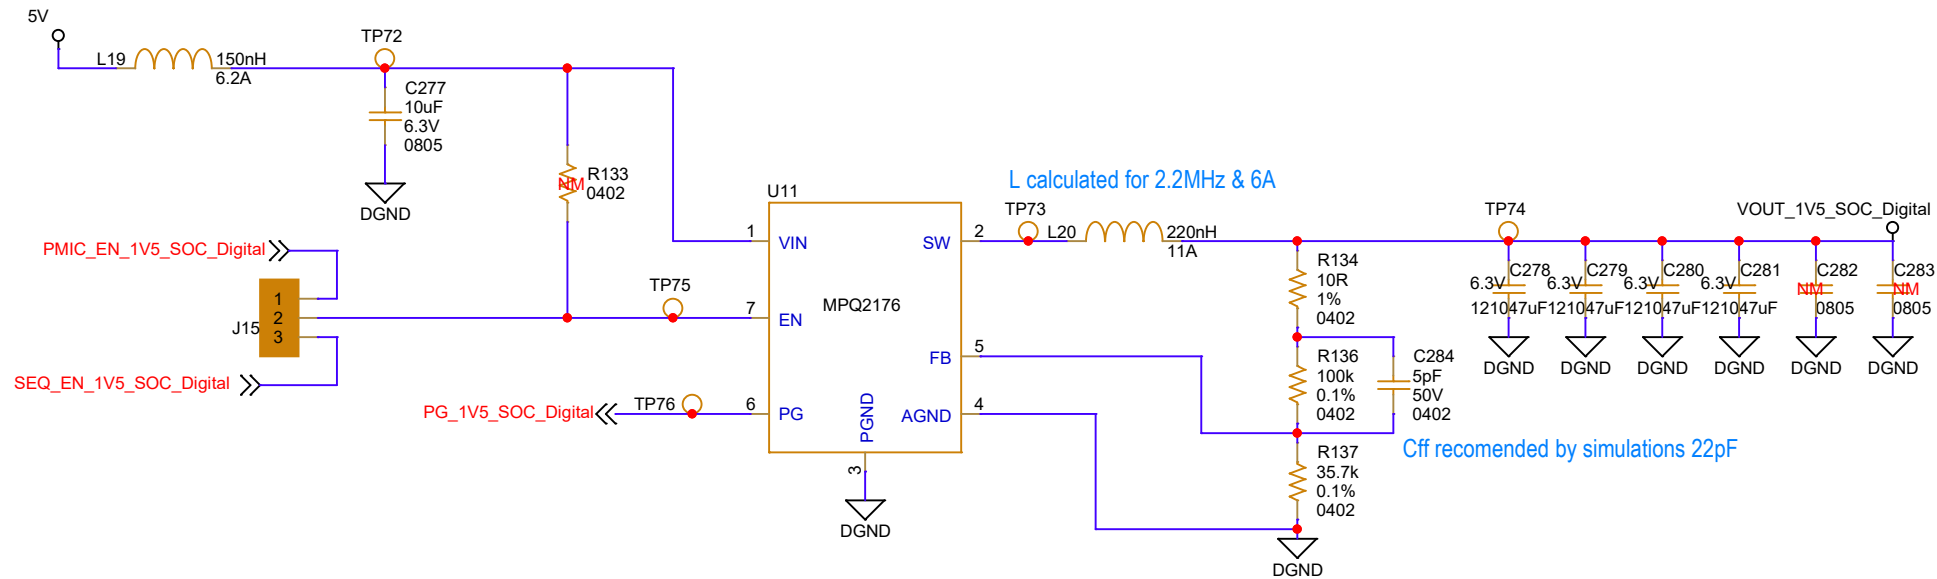 5V
L19
150nH
6.2A
TP72
C277
10uF
6.3V
0805
DGND
NM
R133
0402
PMIC_EN_1V5_SOC_Digital
J15
1
2
3
SEQ_EN_1V5_SOC_Digital
TP75
PG_1V5_SOC_Digital
TP76
U11
1
VIN
7
EN
6
PG
MPQ2176
SW
2
FB
5
AGND
4
PGND
3
DGND
L calculated for 2.2MHz & 6A
TP73
L20
220nH
11A
R134
10R
1%
0402
R136
100k
0.1%
0402
C284
5pF
50V
0402
Cff recomended by simulations 22pF
R137
35.7k
0.1%
0402
DGND
TP74
VOUT_1V5_SOC_Digital
C278
6.3V
1210
47uF
DGND
C279
6.3V
1210
47uF
DGND
C280
6.3V
1210
47uF
DGND
C281
6.3V
1210
47uF
DGND
C282
NM
0805
DGND
C283
NM
0805
DGND